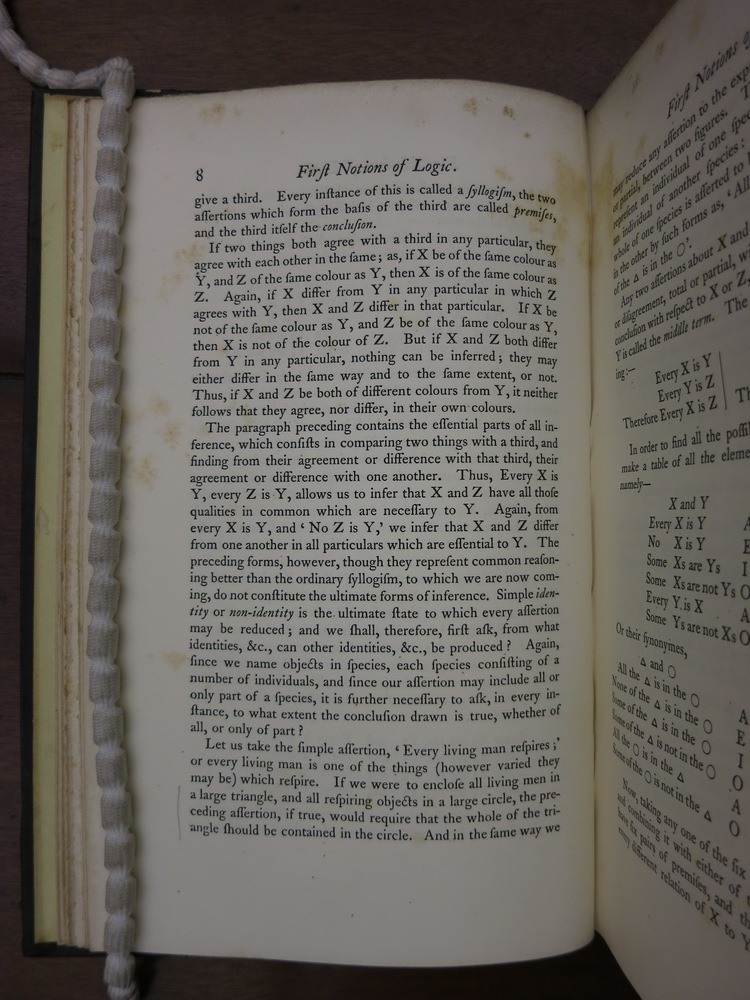 8 Firſt Notions of Logic.
give a third. Every inſtance of this is called a ſyllogiſm, the two
aſſertions which form the baſis of the third are called premiſes,
and the third itſelf the concluſion.
If two things both agree with a third in any particular, they
agree with each other in the ſame; as, if X be of the ſame colour as
Y, and Z of the ſame colour as Y, then X is of the ſame colour as
Z. Again, if X differ from Y in any particular in which Z
agrees with Y, then X and Z differ in that particular. If X be
not of the ſame colour as Y, and Z be of the ſame colour as Y,
then X is not of the colour of Z. But if X and Z both differ
from Y in any particular, nothing can be inferred; they may
either differ in the ſame way and to the ſame extent, or not.
Thus, if X and Z be both of different colours from Y, it neither
follows that they agree, nor differ, in their own colours.
The paragraph preceding contains the eſſential parts of all in-
ference, which conſiſts in comparing two things with a third, and
finding from their agreement or difference with that third, their
agreement or difference with one another. Thus, Every X is
Y, every Z is Y, allows us to infer that X and Z have all thoſe
qualities in common which are neceſſary to Y. Again, from
every X is Y, and ‘ No Z is Y,’ we infer that X and Z differ
from one another in all particulars which are eſſential to Y. The
preceding forms, however, though they repreſent common reaſon-
ing better than the ordinary ſyllogiſm, to which we are now com-
ing, do not conſtitute the ultimate forms of inference. Simple iden-
tity or non-identity is the ultimate ſtate to which every aſſertion
may be reduced; and we ſhall, therefore, firſt aſk, from what
identities, &c., can other identities, &c., be produced? Again,
ſince we name objects in ſpecies, each ſpecies conſiſting of a
number of individuals, and ſince our aſſertion may include all or
only part of a ſpecies, it is further neceſſary to aſk, in every in-
ſtance, to what extent the concluſion drawn is true, whether of
all, or only of part?
Let us take the ſimple aſſertion, ‘ Every living man reſpires;’
or every living man is one of the things (however varied they
may be) which reſpire. If we were to encloſe all living men in
a large triangle, and all reſpiring objects in a large circle, the pre-
ceding aſſertion, if true, would require that the whole of the tri-
angle ſhould be contained in the circle. And in the ſame way we
Firſt Notions of
may reduce any aſſertion to the
or partial, between two figures.
repreſent an individual of one
an individual of another ſpecies:
whole of one ſpecies is aſſerted to
in the other by ſuch forms as, ‘ All
of the △ is in the ○’.
Any two aſſertions about X and
or diſagreement, total or partial,
concluſion with reſpect to X or Z,
Y is called the middle term. The
ing:—
Every X is Y
Every Y is Z
Therefore Every X is Z
In order to find all the
make a table of all the
namely—
X and Y
Every X is Y A
No X is Y E
Some Xs are Ys I
Some Xs are not Ys O
Every Y is X A
Some Ys are not Xs O
Or their ſynonymes,
△ and ○
All the △ is in the ○ A
None of the △ is in the ○ E
Some of the △ is in the ○ I
Some of the △ is not in the ○ O
All the ○ is in the △ A
Some of the ○ is not in the △ O
Now, taking any one of the ſix
and combining it with either of
have ſix pairs of premiſes, and
different relation of X to Y